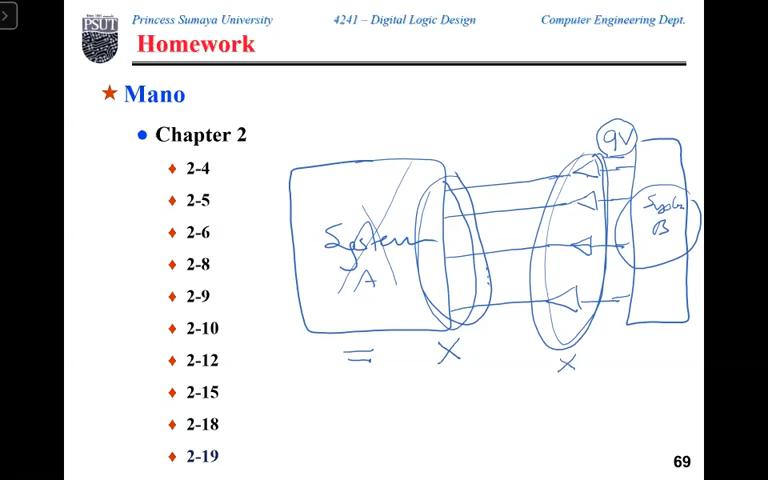 Princess Sumaya University 4241 – Digital Logic Design Computer Engineering Dept.
PSUT
Homework
Mano
Chapter 2
2-4
2-5
2-6
2-8
2-9
2-10
2-12
2-15
2-18
2-19
9V
System
A
System
B
=
X
X
69